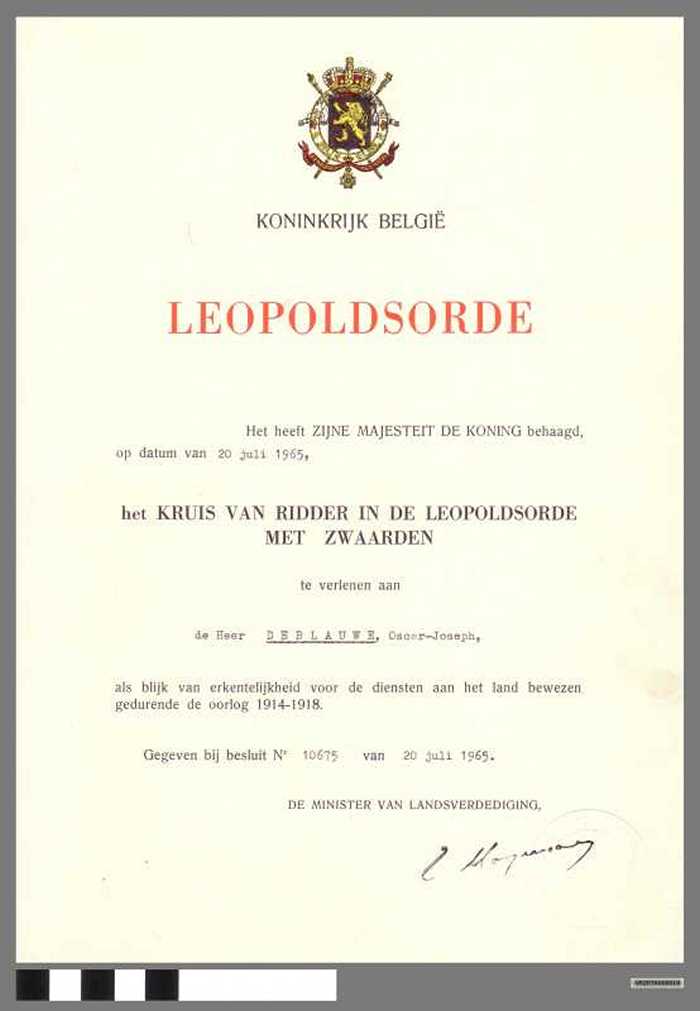 KONINKRIJK BELGIË
LEOPOLDSORDE
Het heeft ZIJNE MAJESTEIT DE KONING behaagd,
op datum van 20 juli 1965,
het KRUIS VAN RIDDER IN DE LEOPOLDSORDE
MET ZWAARDEN
te verlenen aan
de Heer DEBLAUWE, Oscar-Joseph,
als blijk van erkentelijkheid voor de diensten aan het land bewezen
gedurende de oorlog 1914-1918.
Gegeven bij besluit Nr 10675 van 20 juli 1965.
DE MINISTER VAN LANDSVERDEDIGING,